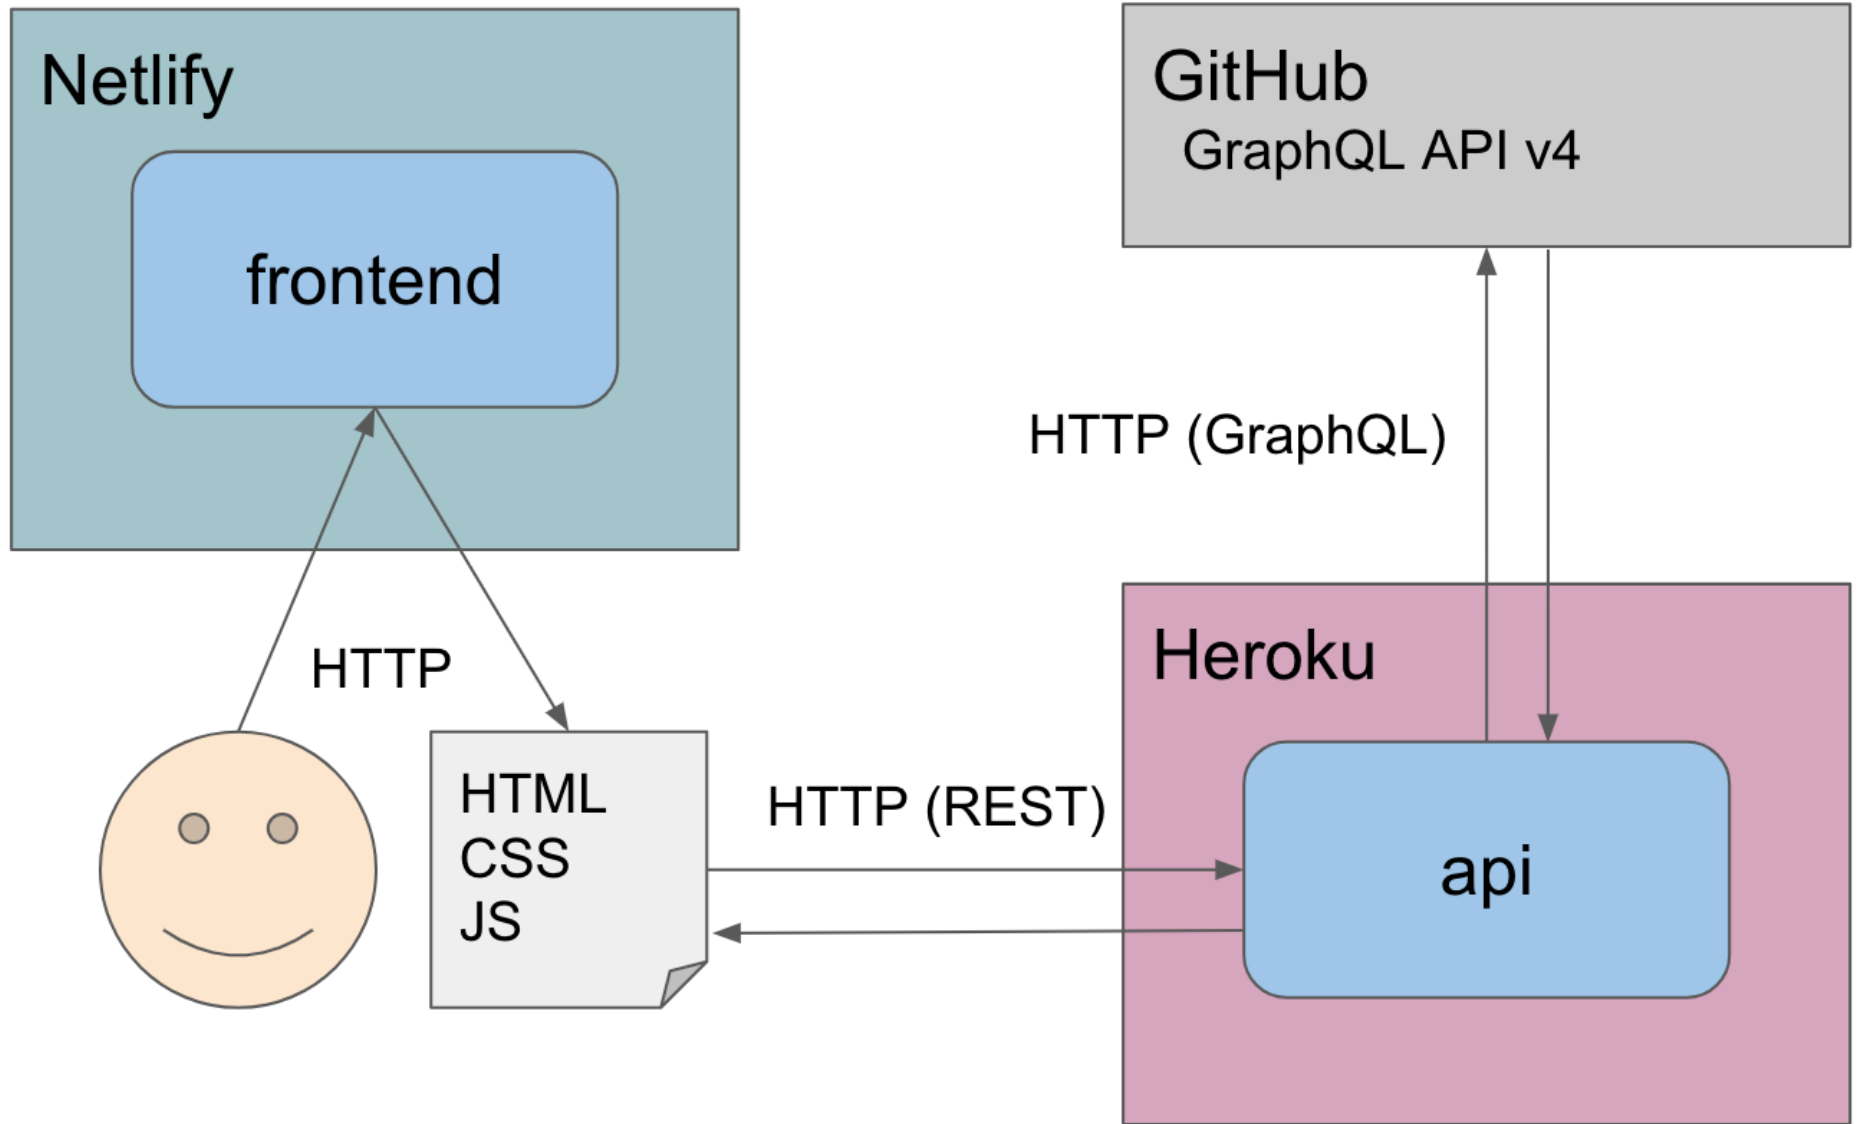 Netlify
frontend
GitHub
GraphQL API v4
HTTP (GraphQL)
HTTP
HTML
CSS
JS
HTTP (REST)
Heroku
api